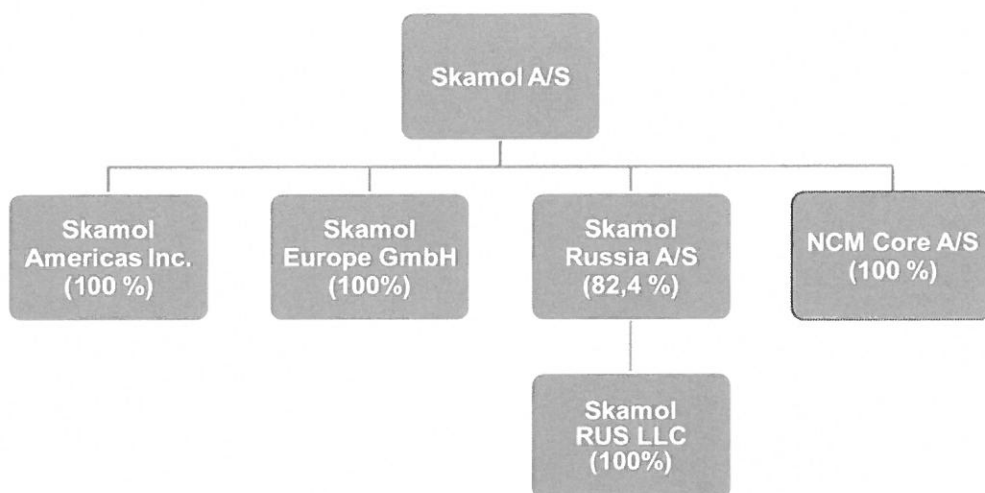 Skamol A/S
Skamol
Americas Inc.
(100 %)
Skamol
Europe GmbH
(100%)
Skamol
Russia A/S
(82,4 %)
NCM Core A/S
(100 %)
Skamol
RUS LLC
(100%)